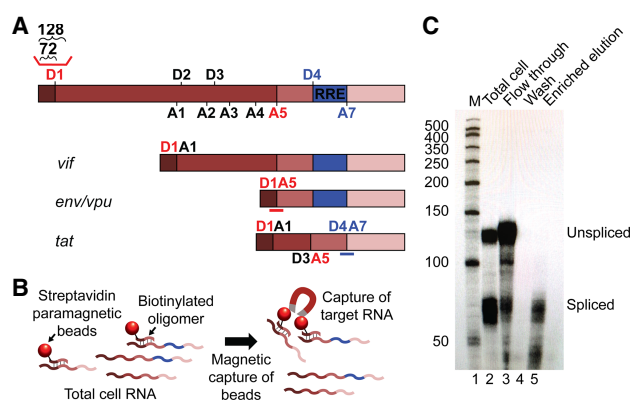 A
128
72
D1 D2 D3 D4
RRE
A1 A2 A3 A4 A5 A7
vif
D1A1
env/vpu
D1A5
tat
D1A1 D4A7
D3A5
B
Streptavidin
paramagnetic
beads
Biotinylated
oligomer
Total cell RNA
Magnetic
capture of
beads
Capture of
target RNA
C
M Total cell Flow through Wash Enriched elution
500
400
350
250
200
150
100
50
Unspliced
Spliced
1 2 3 4 5